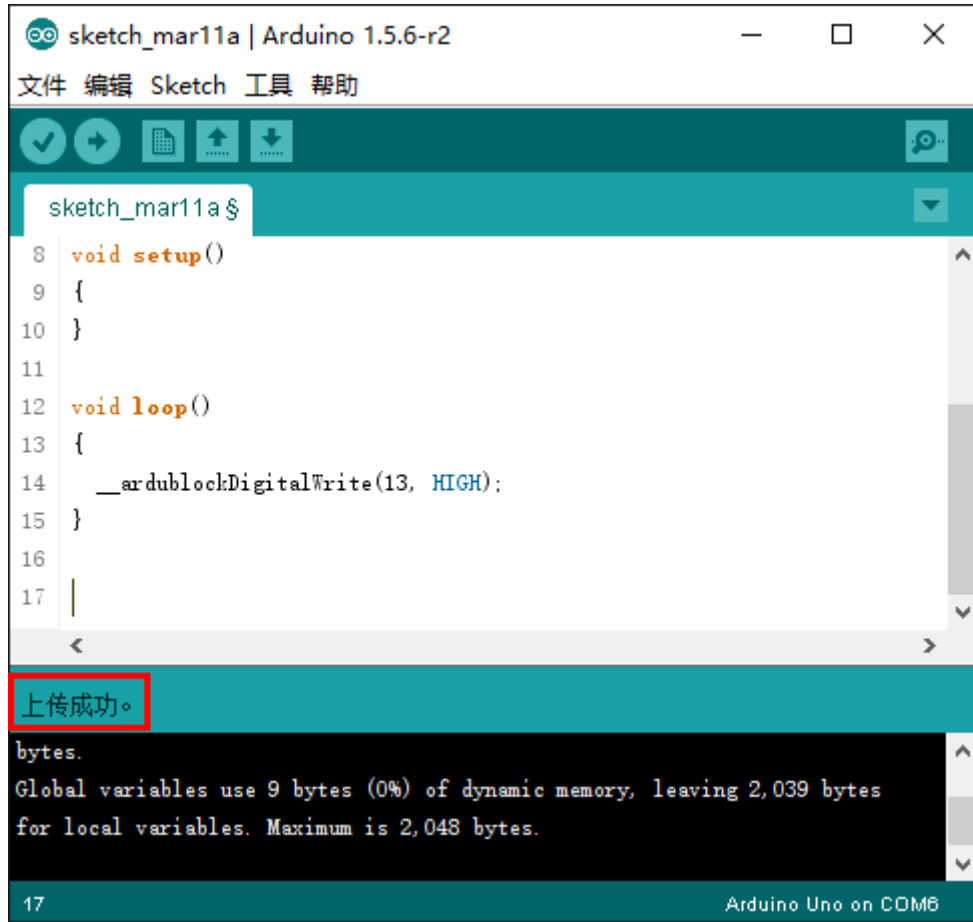 sketch_mar11a | Arduino 1.5.6-r2
文件 编辑 Sketch 工具 帮助
sketch_mar11a §
8 void setup()
9 {
10 }
11
12 void loop()
13 {
14 __ardublockDigitalWrite(13, HIGH);
15 }
16
17
上传成功。
bytes.
Global variables use 9 bytes (0%) of dynamic memory, leaving 2,039 bytes
for local variables. Maximum is 2,048 bytes.
17 Arduino Uno on COM6